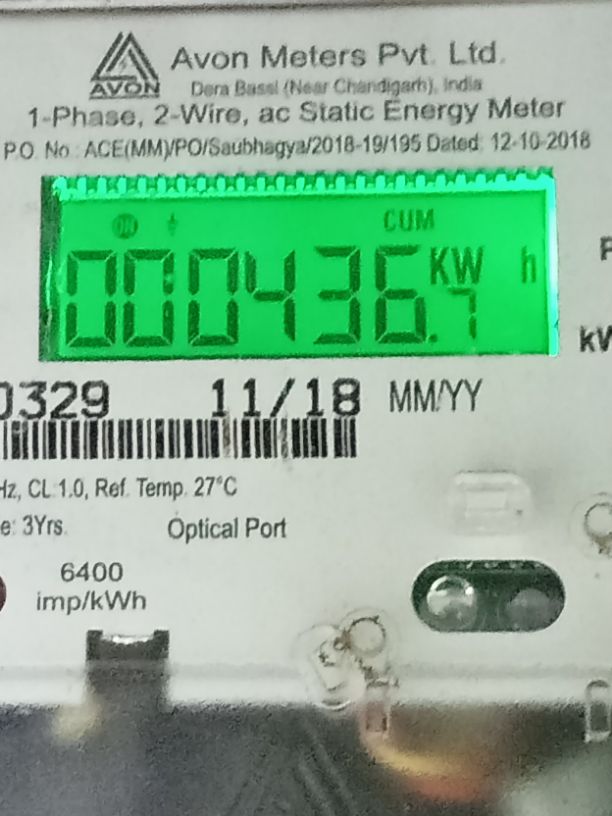 AVON
Avon Meters Pvt. Ltd.
Dera Bassi (Near Chandigarh), India
1-Phase, 2-Wire, ac Static Energy Meter
P.O. No.: ACE(MM)/PO/Saubhagya/2018-19/195 Dated: 12-10-2018
CUM
000436.7 KW h
0329 11/18 MM/YY
Hz, CL 1.0, Ref. Temp. 27°C
e: 3Yrs. Optical Port
6400
imp/kWh